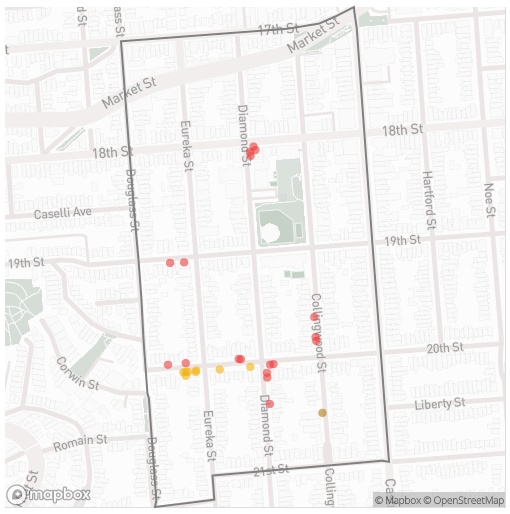 17th St
Market St
Market St
18th St
18th St
Douglass St
Eureka St
Diamond St
Hartford St
Noe St
Caselli Ave
19th St
19th St
Collingwood St
20th St
Corwin St
Liberty St
Romain St
Eureka St
Diamond St
Douglass St
21st St
Colling
Ca
mapbox
© Mapbox © OpenStreetMap